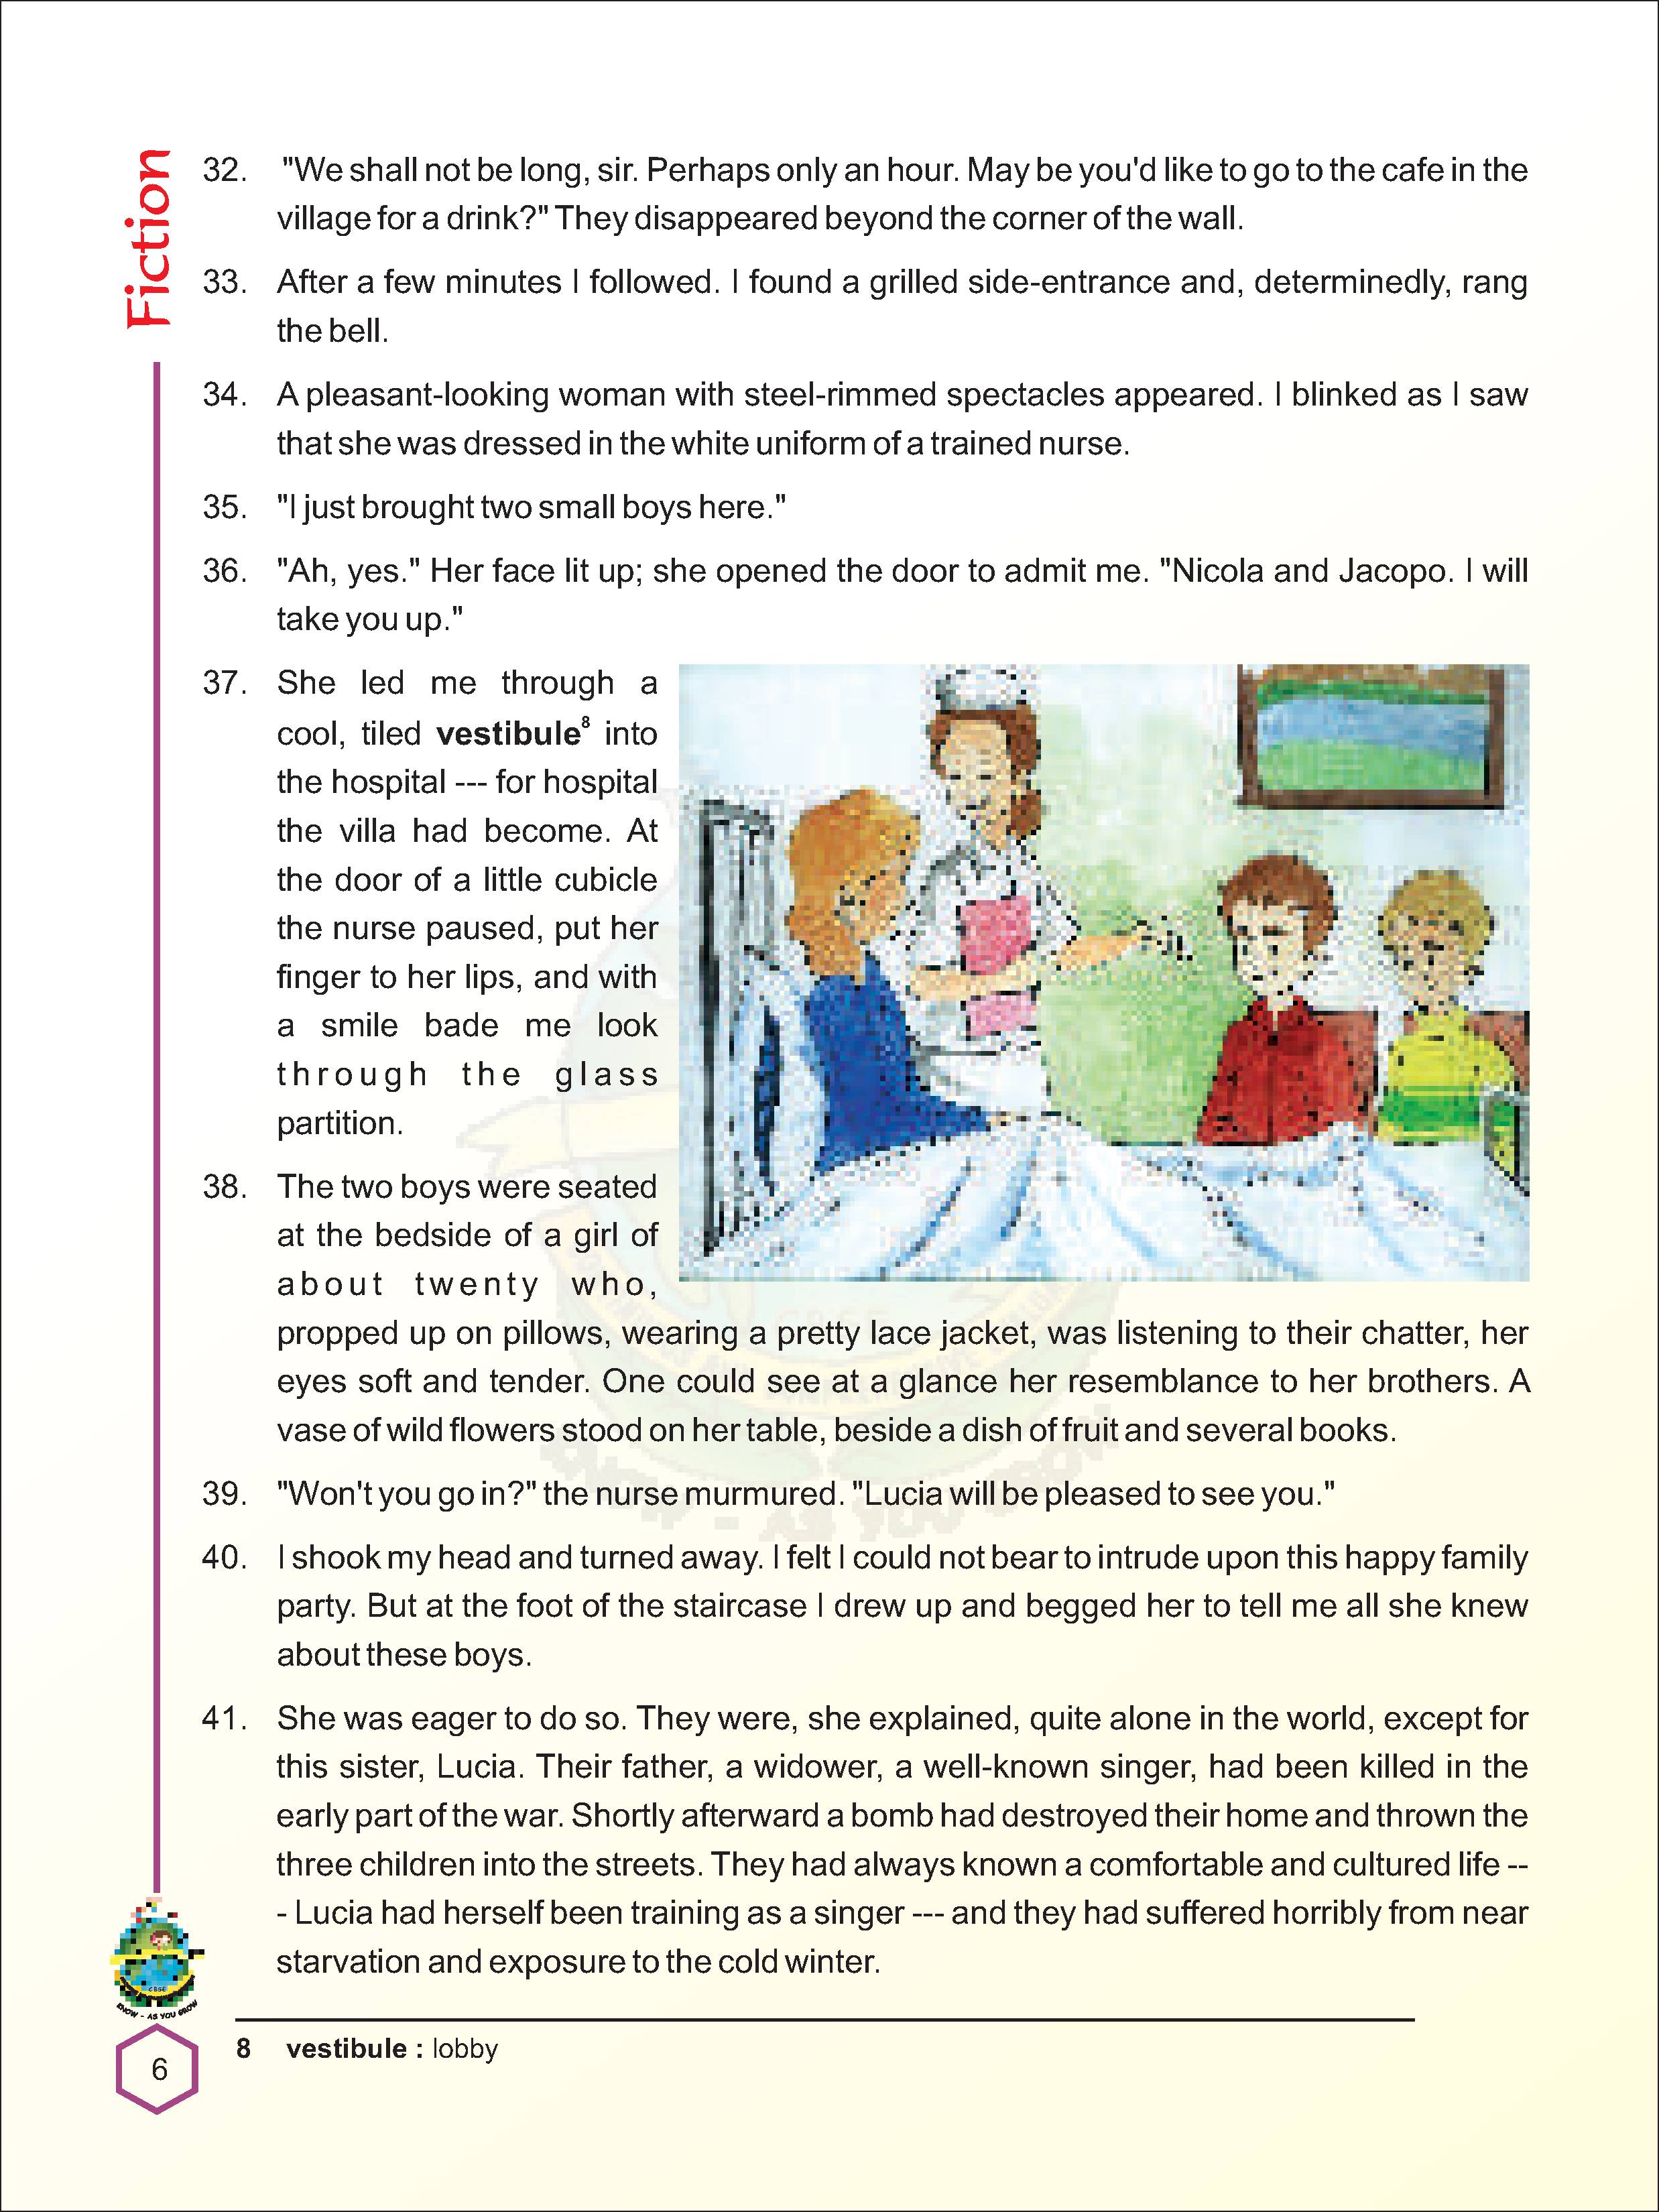 Fiction
32. "We shall not be long, sir. Perhaps only an hour. May be you'd like to go to the cafe in the
village for a drink?" They disappeared beyond the corner of the wall.
33. After a few minutes I followed. I found a grilled side-entrance and, determinedly, rang
the bell.
34. A pleasant-looking woman with steel-rimmed spectacles appeared. I blinked as I saw
that she was dressed in the white uniform of a trained nurse.
35. "I just brought two small boys here."
36. "Ah, yes." Her face lit up; she opened the door to admit me. "Nicola and Jacopo. I will
take you up."
37. She led me through a
cool, tiled vestibule8 into
the hospital --- for hospital
the villa had become. At
the door of a little cubicle
the nurse paused, put her
finger to her lips, and with
a smile bade me look
through the glass
partition.
38. The two boys were seated
at the bedside of a girl of
about twenty who,
propped up on pillows, wearing a pretty lace jacket, was listening to their chatter, her
eyes soft and tender. One could see at a glance her resemblance to her brothers. A
vase of wild flowers stood on her table, beside a dish of fruit and several books.
39. "Won't you go in?" the nurse murmured. "Lucia will be pleased to see you."
40. I shook my head and turned away. I felt I could not bear to intrude upon this happy family
party. But at the foot of the staircase I drew up and begged her to tell me all she knew
about these boys.
41. She was eager to do so. They were, she explained, quite alone in the world, except for
this sister, Lucia. Their father, a widower, a well-known singer, had been killed in the
early part of the war. Shortly afterward a bomb had destroyed their home and thrown the
three children into the streets. They had always known a comfortable and cultured life --
- Lucia had herself been training as a singer --- and they had suffered horribly from near
starvation and exposure to the cold winter.
CBSE
KNOW - AS YOU GROW
8 vestibule : lobby
6